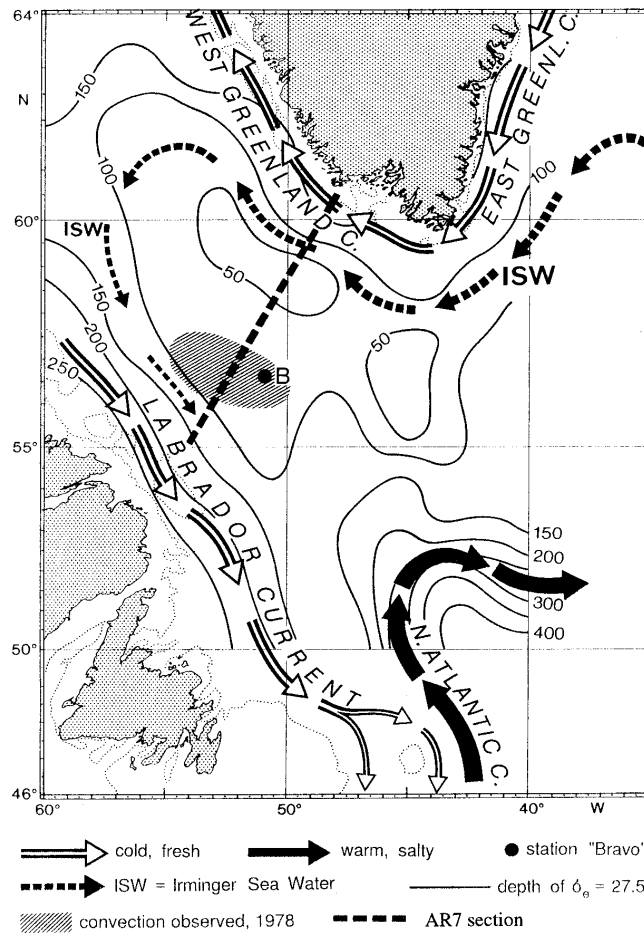 64°
N
60°
55°
50°
46°
60°
50°
40°
W
WEST GREENLAND C.
EAST GREENL. C.
150
100
100
ISW
ISW
50
50
B
150
200
250
LABRADOR CURRENT
N. ATLANTIC C.
150
200
300
400
cold, fresh
warm, salty
station "Bravo"
ISW = Irminger Sea Water
depth of σ_θ = 27.5
convection observed, 1978
AR7 section